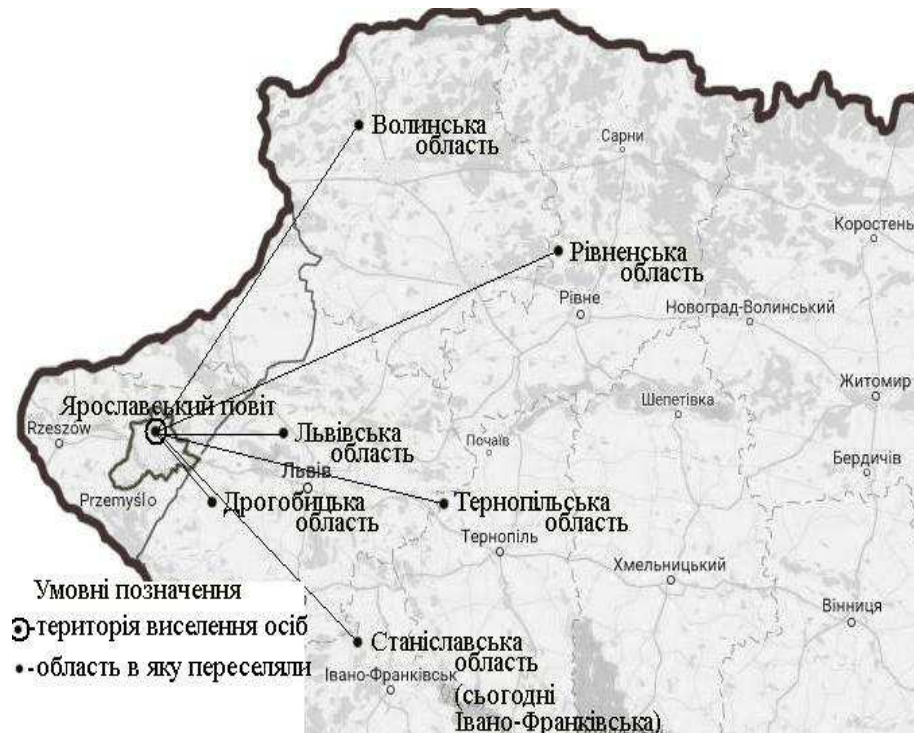 Волинська
область
Сарни
Коростень
Рівненська
область
Рівне
Новоград-Волинський
Житомир
Ярославський повіт
Rzeszów
Шепетівка
Львівська
область
Почаїв
Бердичів
Львів
Przemyśl
Дрогобицька
область
Тернопільська
область
Тернопіль
Хмельницький
Вінниця
Умовні позначення
-територія виселення осіб
-область в яку переселяли
Станіславська
область
(сьогодні
Івано-Франківська)
Івано-Франківськ